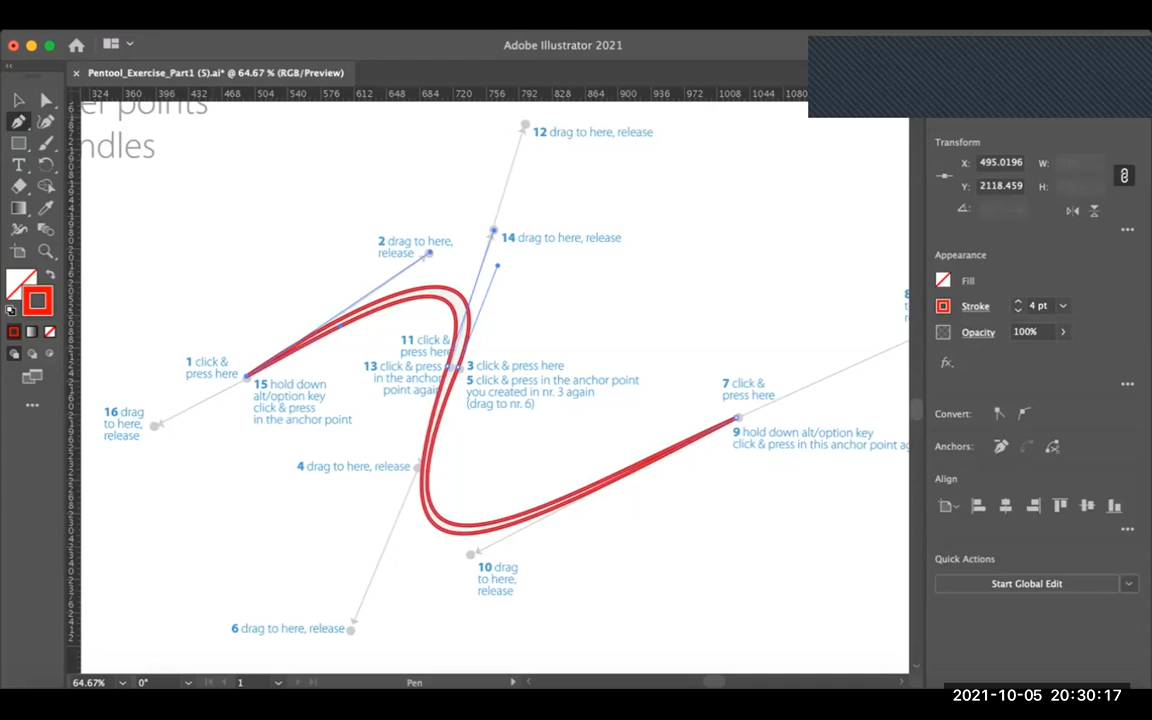 Adobe Illustrator 2021
× Pentool_Exercise_Part1 (5).ai* @ 64.67 % (RGB/Preview)
324 360 396 432 468 504 540 576 612 648 684 720 756 792 828 864 900 936 972 1008 1044 1080
points
ndles
12 drag to here, release
2 drag to here,
release
14 drag to here, release
11 click &
press here
1 click &
press here
13 click & press
in the anchor
point again
3 click & press here
5 click & press in the anchor point
you created in nr. 3 again
(drag to nr. 6)
15 hold down
alt/option key
click & press
in the anchor point
7 click &
press here
16 drag
to here,
release
9 hold down alt/option key
click & press in this anchor point ag
4 drag to here, release
10 drag
to here,
release
6 drag to here, release
Transform
X: 495.0196 W:
Y: 2118.459 H:
Appearance
Fill
Stroke 4 pt
Opacity 100%
fx.
Convert:
Anchors:
Align
Quick Actions
Start Global Edit
64.67% 0° 1 Pen
2021-10-05 20:30:17